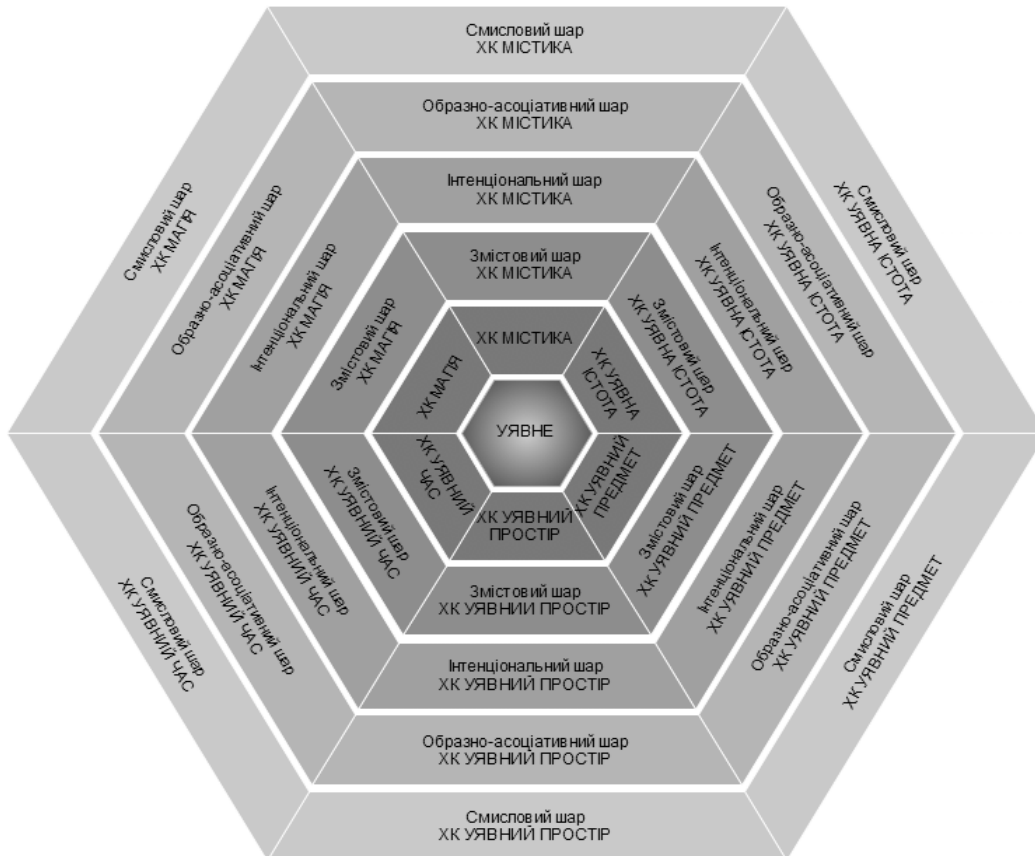 Смисловий шар
ХК МІСТИКА
Образно-асоціативний шар
ХК МІСТИКА
Інтенціональний шар
ХК МІСТИКА
Змістовий шар
ХК МІСТИКА
ХК МІСТИКА
Смисловий шар
ХК МАГІЯ
Образно-асоціативний шар
ХК МАГІЯ
Інтенціональний шар
ХК МАГІЯ
Змістовий шар
ХК МАГІЯ
ХК МАГІЯ
ХК УЯВНА
ІСТОТА
Змістовий шар
ХК УЯВНА ІСТОТА
Інтенціональний шар
ХК УЯВНА ІСТОТА
Образно-асоціативний шар
ХК УЯВНА ІСТОТА
Смисловий шар
ХК УЯВНА ІСТОТА
УЯВНЕ
Смисловий шар
ХК УЯВНИЙ ЧАС
Образно-асоціативний шар
ХК УЯВНИЙ ЧАС
Інтенціональний шар
ХК УЯВНИЙ ЧАС
Змістовий шар
ХК УЯВНИЙ ЧАС
ХК УЯВНИЙ
ЧАС
ХК УЯВНИЙ
ПРЕДМЕТ
Змістовий шар
ХК УЯВНИЙ ПРЕДМЕТ
Інтенціональний шар
ХК УЯВНИЙ ПРЕДМЕТ
Образно-асоціативний шар
ХК УЯВНИЙ ПРЕДМЕТ
Смисловий шар
ХК УЯВНИЙ ПРЕДМЕТ
ХК УЯВНИЙ
ПРОСТІР
Змістовий шар
ХК УЯВНИЙ ПРОСТІР
Інтенціональний шар
ХК УЯВНИЙ ПРОСТІР
Образно-асоціативний шар
ХК УЯВНИЙ ПРОСТІР
Смисловий шар
ХК УЯВНИЙ ПРОСТІР